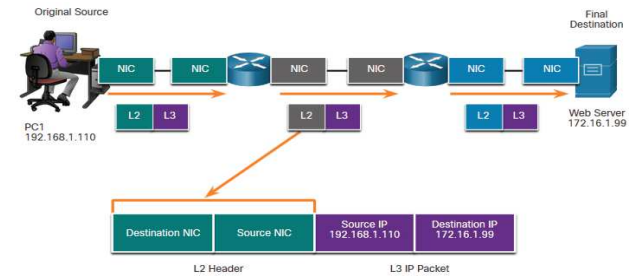 Original Source
Final
Destination
NIC NIC NIC NIC NIC NIC
L2 L3 L2 L3 L2 L3
PC1
192.168.1.110
Web Server
172.16.1.99
Destination NIC Source NIC Source IP
192.168.1.110 Destination IP
172.16.1.99
L2 Header L3 IP Packet